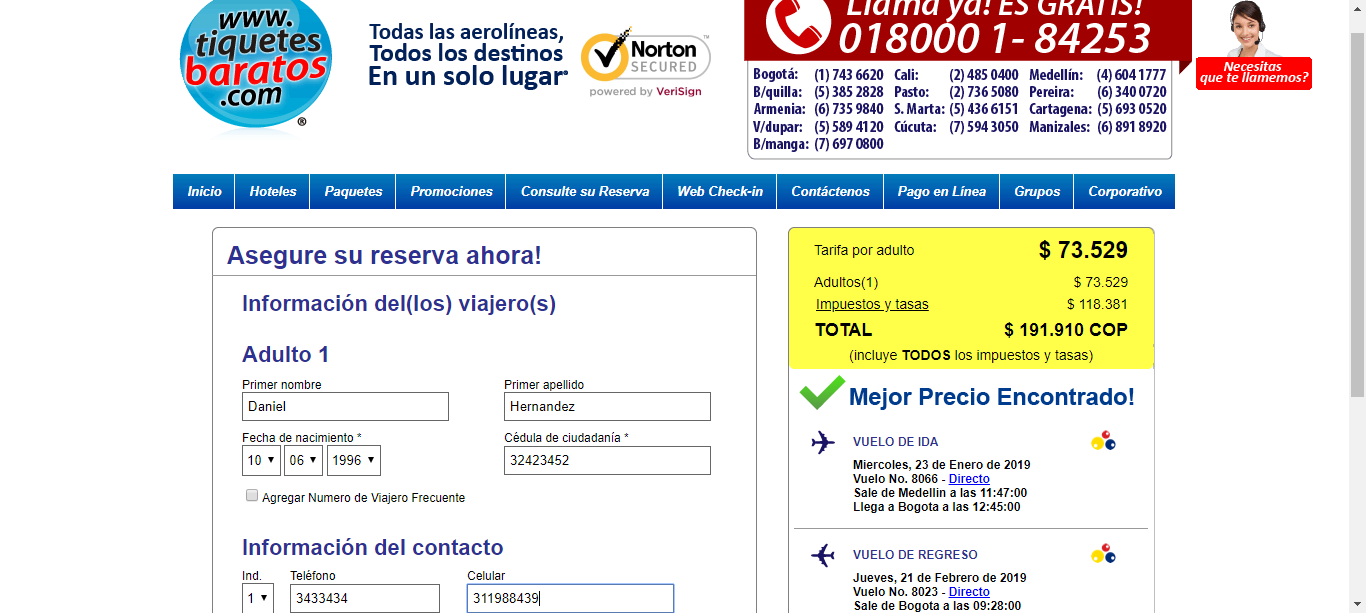 www.
tiquetes
baratos
.com
®
Todas las aerolíneas,
Todos los destinos
En un solo lugar®
Norton
SECURED
TM
powered by VeriSign
Llama ya! ES GRATIS!
018000 1- 84253
Bogotá: (1) 743 6620 Cali: (2) 485 0400 Medellín: (4) 604 1777
B/quilla: (5) 385 2828 Pasto: (2) 736 5080 Pereira: (6) 340 0720
Armenia: (6) 735 9840 S. Marta: (5) 436 6151 Cartagena: (5) 693 0520
V/dupar: (5) 589 4120 Cúcuta: (7) 594 3050 Manizales: (6) 891 8920
B/manga: (7) 697 0800
Necesitas
que te llamemos?
Inicio Hoteles Paquetes Promociones Consulte su Reserva Web Check-in Contáctenos Pago en Línea Grupos Corporativo
Asegure su reserva ahora!
Información del(los) viajero(s)
Adulto 1
Primer nombre Primer apellido
Daniel Hernandez
Fecha de nacimiento * Cédula de ciudadanía *
10 06 1996 32423452
Agregar Numero de Viajero Frecuente
Información del contacto
Ind. Teléfono Celular
1 3433434 311988439
Tarifa por adulto $ 73.529
Adultos(1) $ 73.529
Impuestos y tasas $ 118.381
TOTAL $ 191.910 COP
(incluye TODOS los impuestos y tasas)
Mejor Precio Encontrado!
VUELO DE IDA
Miercoles, 23 de Enero de 2019
Vuelo No. 8066 - Directo
Sale de Medellin a las 11:47:00
Llega a Bogota a las 12:45:00
VUELO DE REGRESO
Jueves, 21 de Febrero de 2019
Vuelo No. 8023 - Directo
Sale de Bogota a las 09:28:00